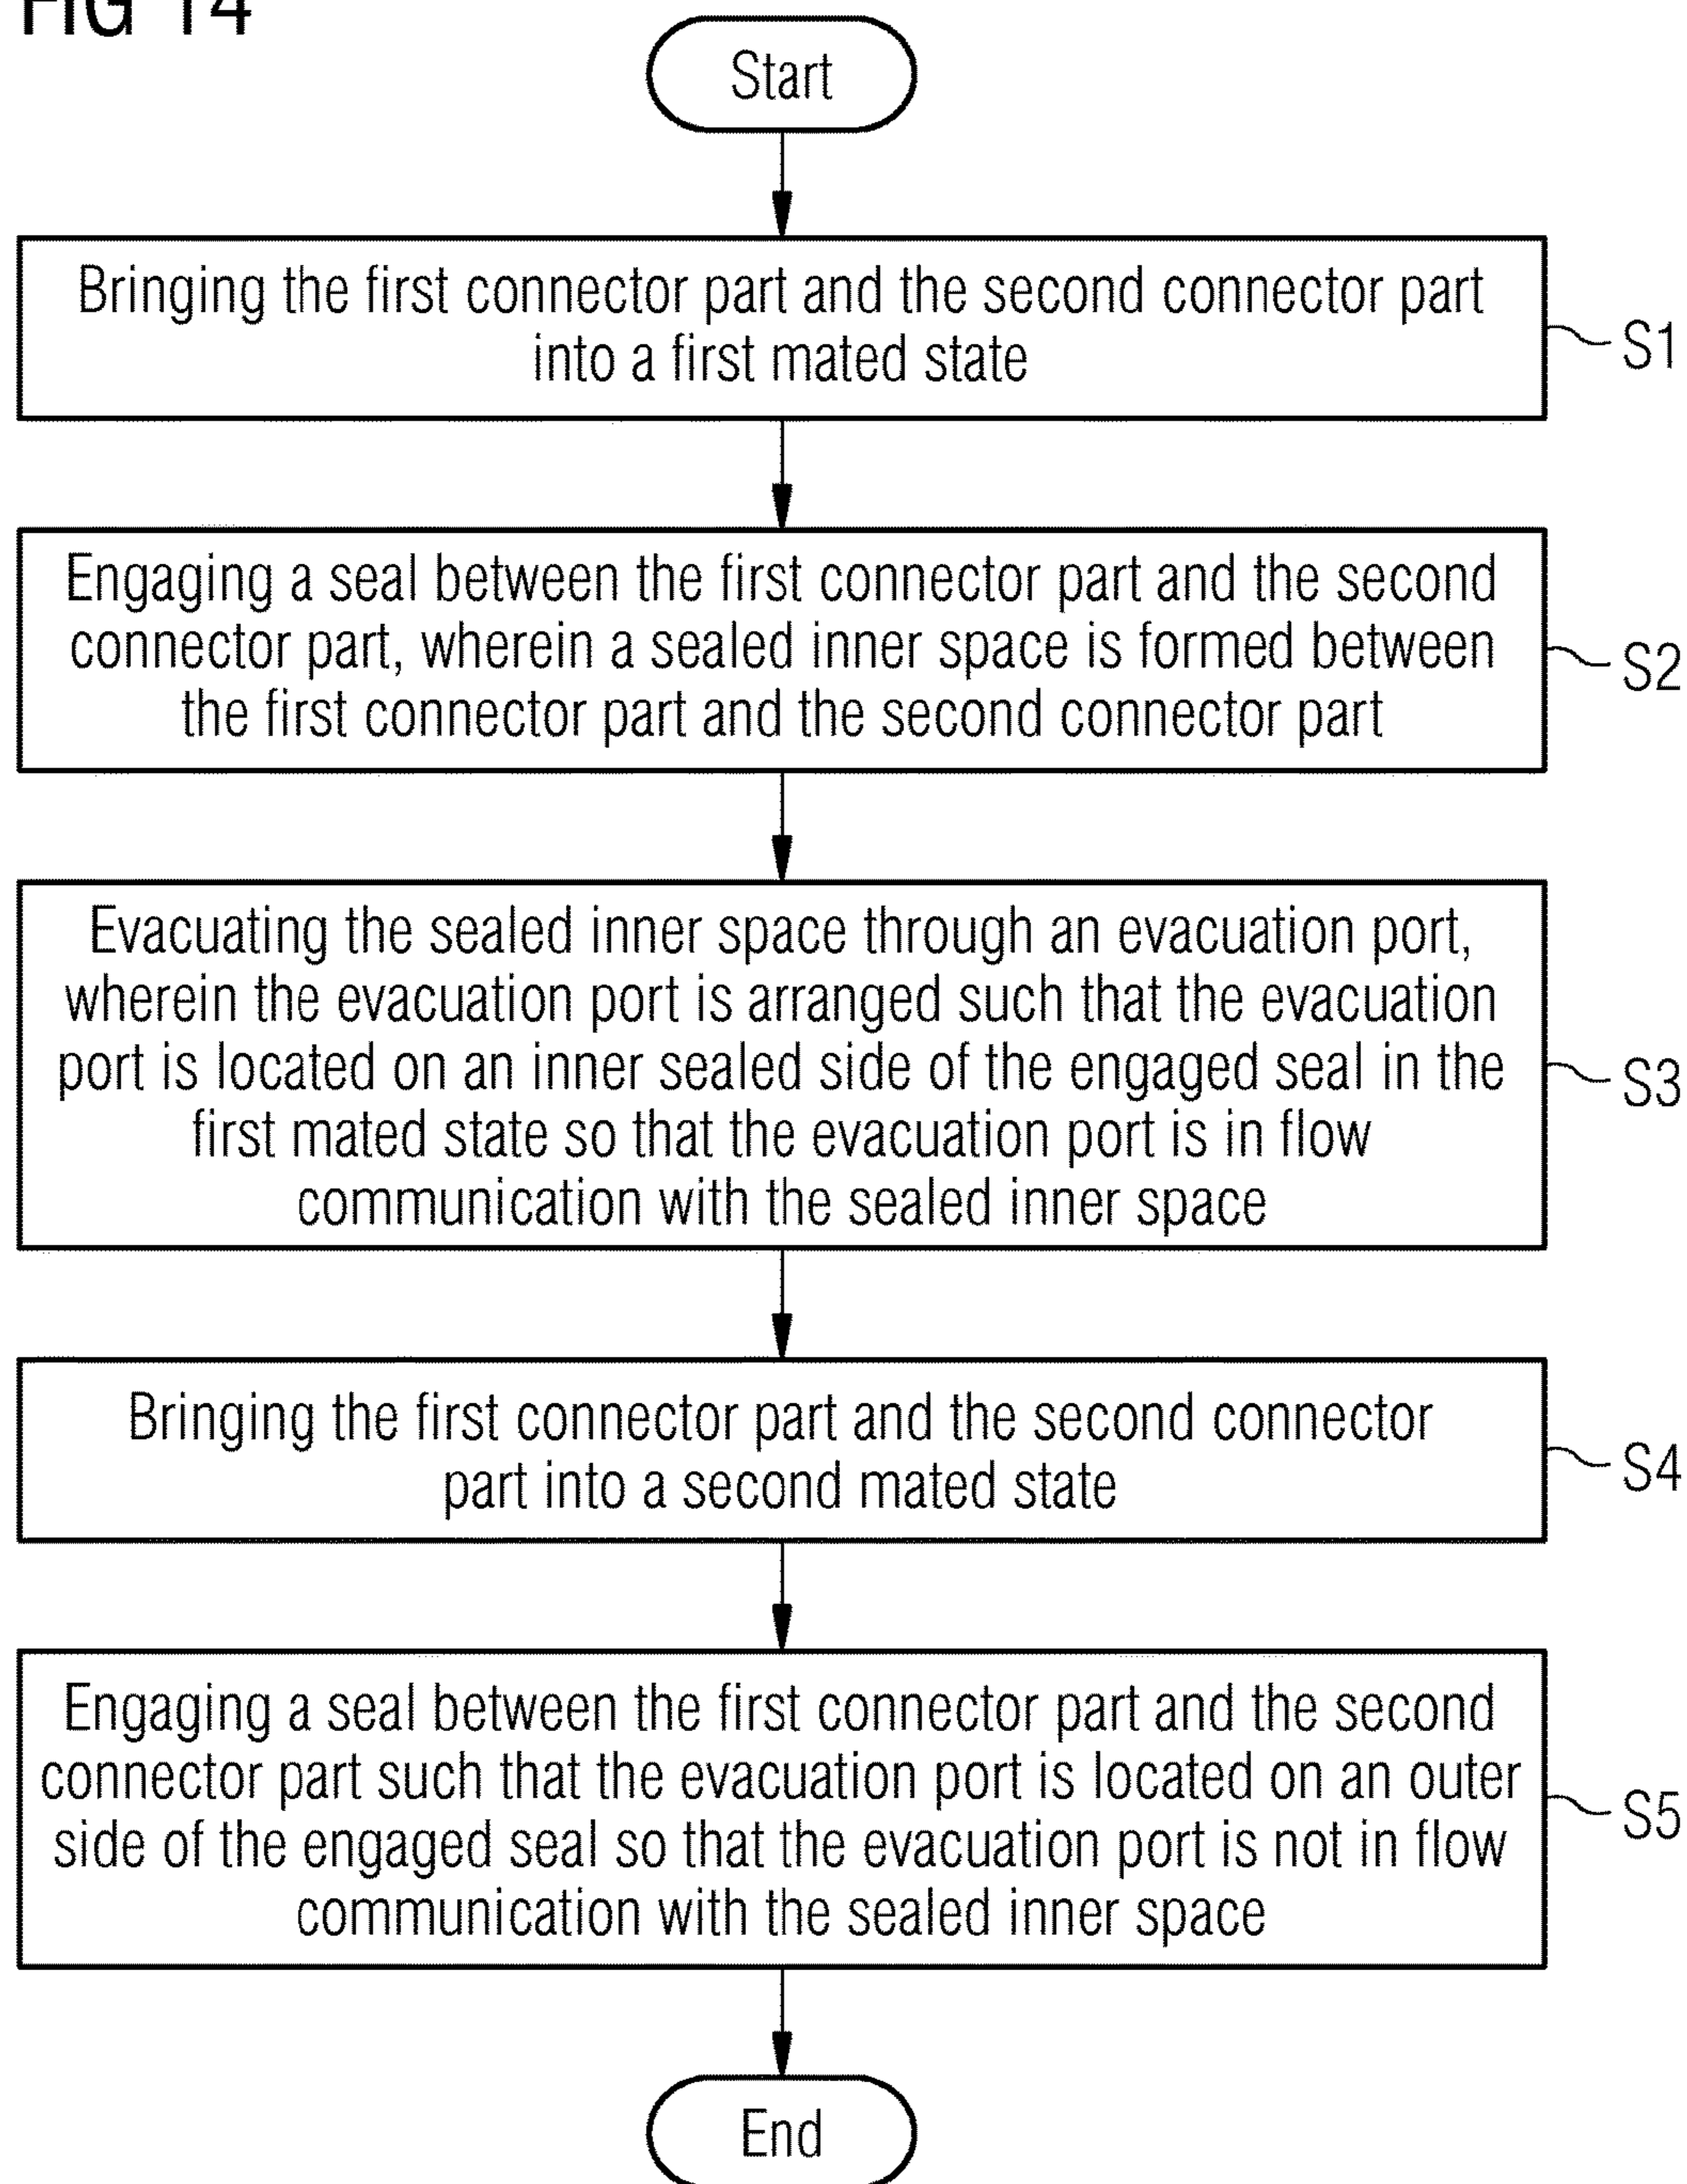 FIG 14
Start
Bringing the first connector part and the second connector part
into a first mated state
S1
Engaging a seal between the first connector part and the second
connector part, wherein a sealed inner space is formed between
the first connector part and the second connector part
S2
Evacuating the sealed inner space through an evacuation port,
wherein the evacuation port is arranged such that the evacuation
port is located on an inner sealed side of the engaged seal in the
first mated state so that the evacuation port is in flow
communication with the sealed inner space
S3
Bringing the first connector part and the second connector
part into a second mated state
S4
Engaging a seal between the first connector part and the second
connector part such that the evacuation port is located on an outer
side of the engaged seal so that the evacuation port is not in flow
communication with the sealed inner space
S5
End